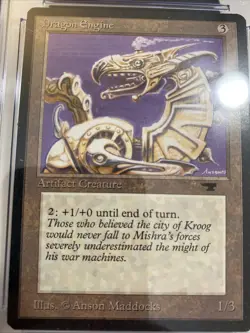 Dragon Engine 3
Artifact Creature
2: +1/+0 until end of turn.
Those who believed the city of Kroog
would never fall to Mishra's forces
severely underestimated the might of
his war machines.
Illus. © Anson Maddocks 1/3